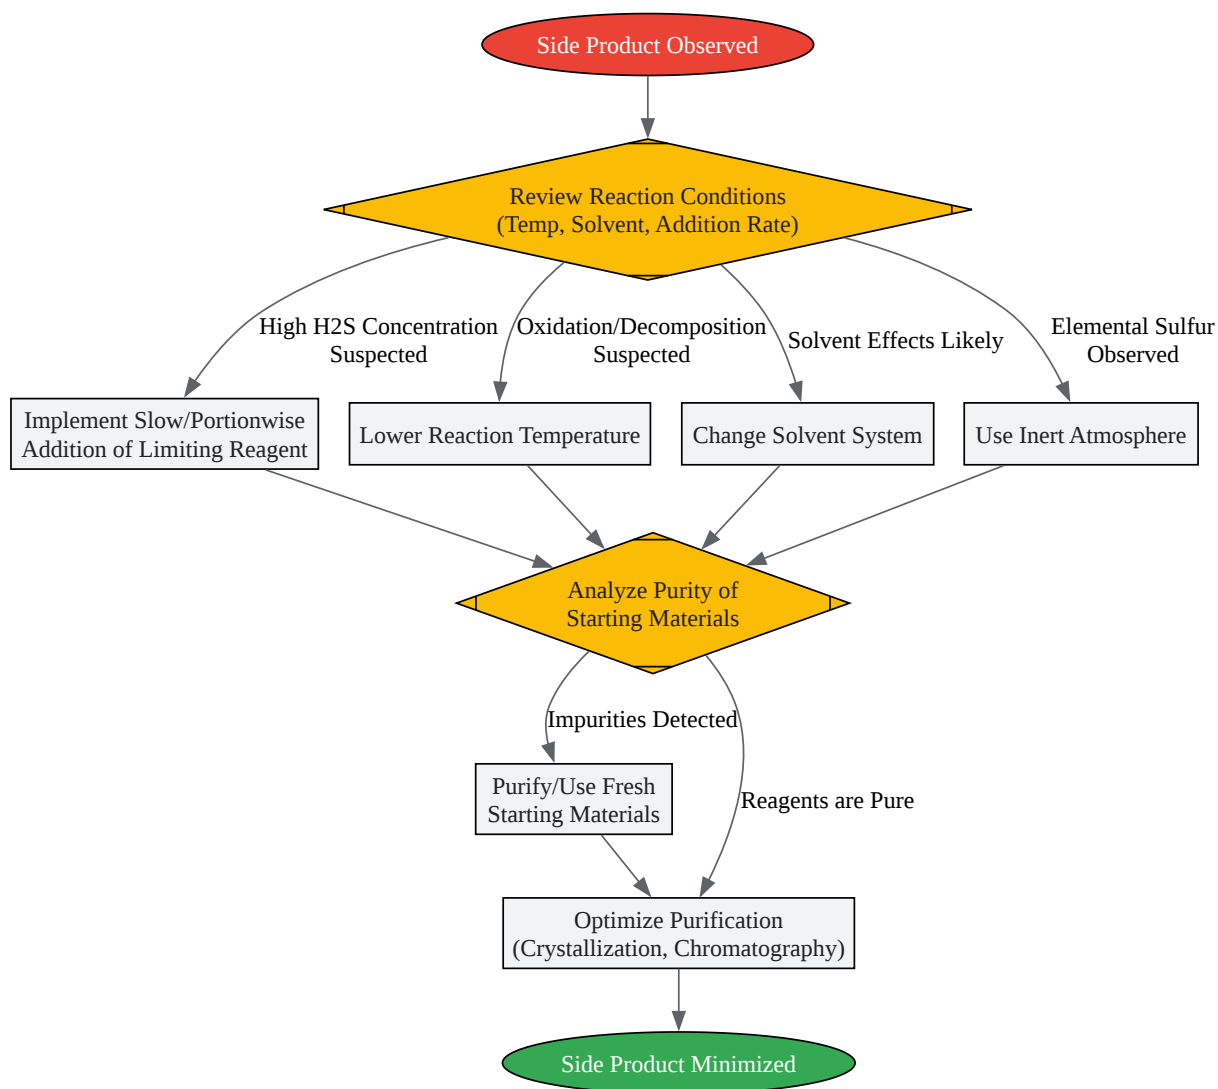 Side Product Observed
Review Reaction Conditions
(Temp, Solvent, Addition Rate)
High H2S Concentration
Suspected
Oxidation/Decomposition
Suspected
Solvent Effects Likely
Elemental Sulfur
Observed
Implement Slow/Portionwise
Addition of Limiting Reagent
Lower Reaction Temperature
Change Solvent System
Use Inert Atmosphere
Analyze Purity of
Starting Materials
Impurities Detected
Purify/Use Fresh
Starting Materials
Reagents are Pure
Optimize Purification
(Crystallization, Chromatography)
Side Product Minimized